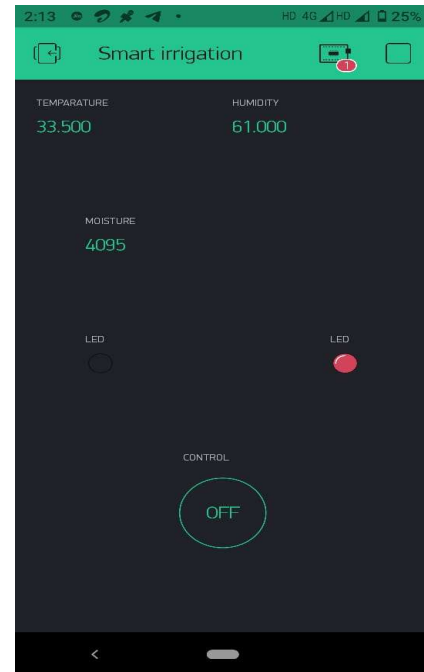 2:13 HD 4G HD 25%
Smart irrigation 1
TEMPARATURE HUMIDITY
33.500 61.000
MOISTURE
4095
LED LED
CONTROL
OFF